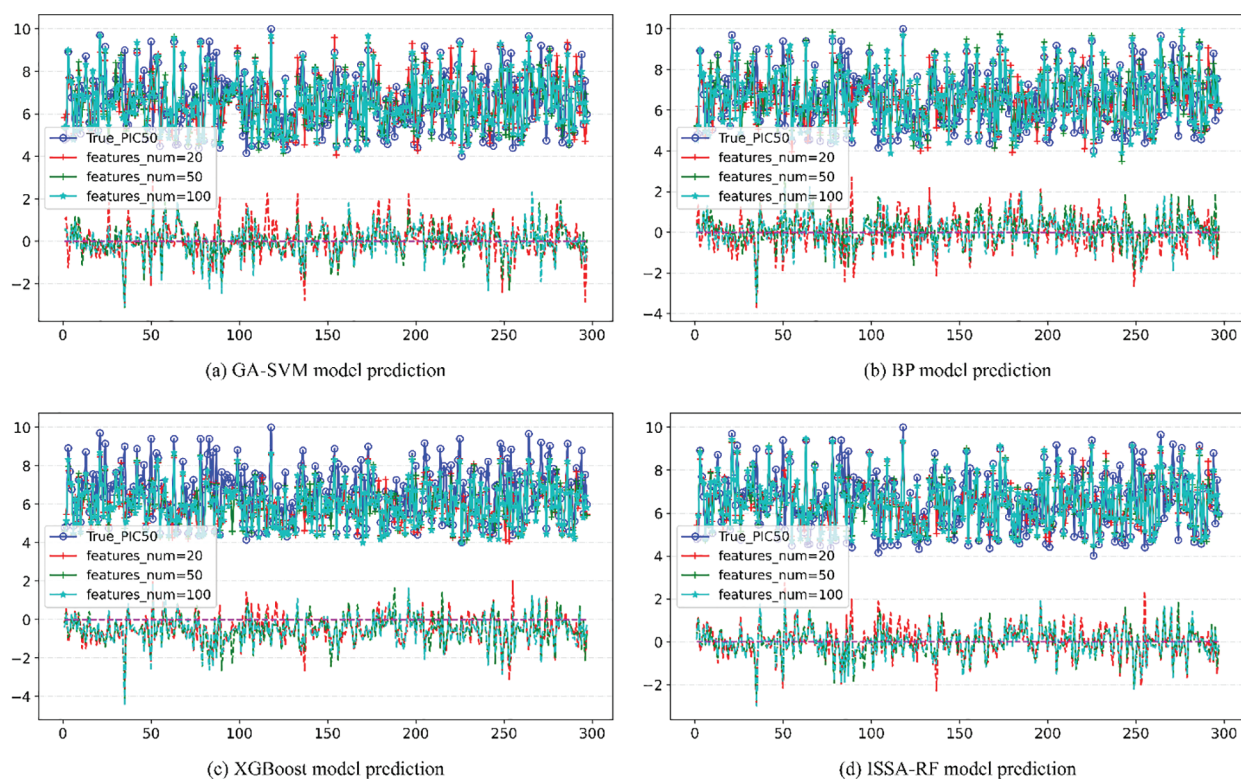 10
8
6
4
2
0
−2
True_PIC50
features_num=20
features_num=50
features_num=100
0 50 100 150 200 250 300
(a) GA-SVM model prediction
10
8
6
4
2
0
−2
−4
True_PIC50
features_num=20
features_num=50
features_num=100
0 50 100 150 200 250 300
(b) BP model prediction
10
8
6
4
2
0
−2
−4
True_PIC50
features_num=20
features_num=50
features_num=100
0 50 100 150 200 250 300
(c) XGBoost model prediction
10
8
6
4
2
0
−2
True_PIC50
features_num=20
features_num=50
features_num=100
0 50 100 150 200 250 300
(d) ISSA-RF model prediction